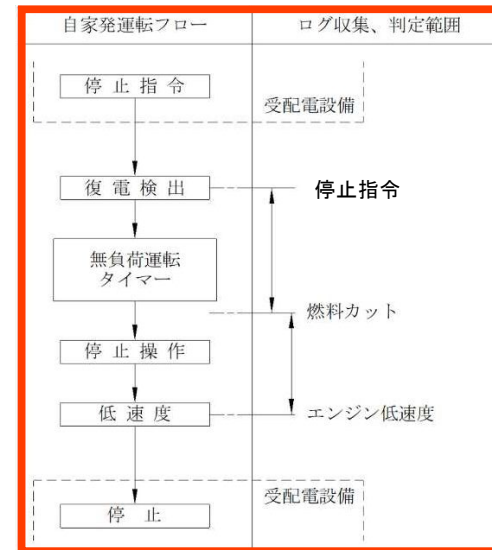 自家発運転フロー
ログ収集、判定範囲
停止指令
受配電設備
復電検出
停止指令
無負荷運転
タイマー
燃料カット
停止操作
低速度
エンジン低速度
受配電設備
停止